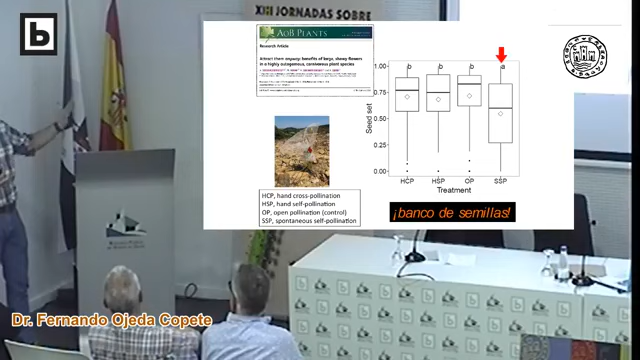 b
XIII JORNADAS SOBRE
AoB PLANTS
Research Article
Attract them anyway: benefits of large, showy flowers
in a highly autogamous, carnivorous plant species
Seed set
1.00
0.75
0.50
0.25
0.00
b
b
b
a
HCP
HSP
OP
SSP
Treatment
HCP, hand cross-pollination
HSP, hand self-pollination
OP, open pollination (control)
SSP, spontaneous self-pollination
¡banco de semillas!
Dr. Fernando Ojeda Copete